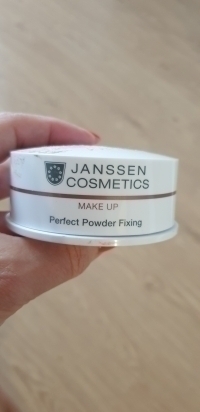 JANSSEN
COSMETICS
MAKE UP
Perfect Powder Fixing